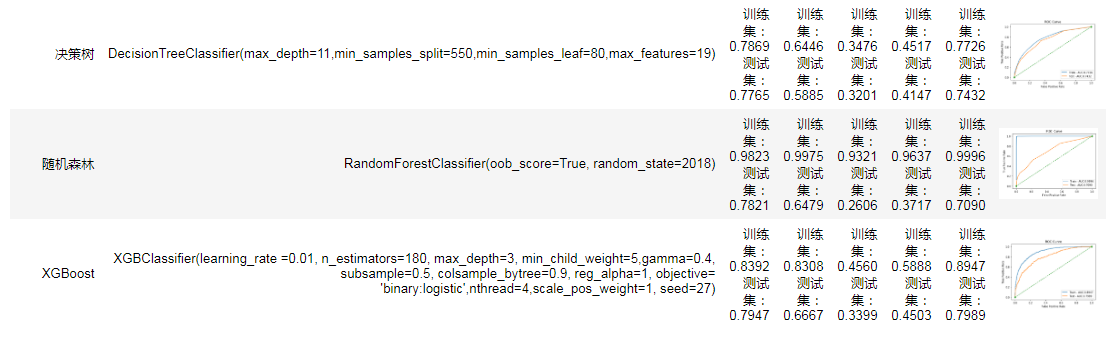 决策树 DecisionTreeClassifier(max_depth=11,min_samples_split=550,min_samples_leaf=80,max_features=19)
训练 训练 训练 训练 训练
集： 集： 集： 集： 集：
0.7869 0.6446 0.3476 0.4517 0.7726
测试 测试 测试 测试 测试
集： 集： 集： 集： 集：
0.7765 0.5885 0.3201 0.4147 0.7432
随机森林 RandomForestClassifier(oob_score=True, random_state=2018)
训练 训练 训练 训练 训练
集： 集： 集： 集： 集：
0.9823 0.9975 0.9321 0.9637 0.9996
测试 测试 测试 测试 测试
集： 集： 集： 集： 集：
0.7821 0.6479 0.2606 0.3717 0.7090
XGBoost
XGBClassifier(learning_rate =0.01, n_estimators=180, max_depth=3, min_child_weight=5,gamma=0.4,
subsample=0.5, colsample_bytree=0.9, reg_alpha=1, objective=
'binary:logistic',nthread=4,scale_pos_weight=1, seed=27)
训练 训练 训练 训练 训练
集： 集： 集： 集： 集：
0.8392 0.8308 0.4560 0.5888 0.8947
测试 测试 测试 测试 测试
集： 集： 集： 集： 集：
0.7947 0.6667 0.3399 0.4503 0.7989